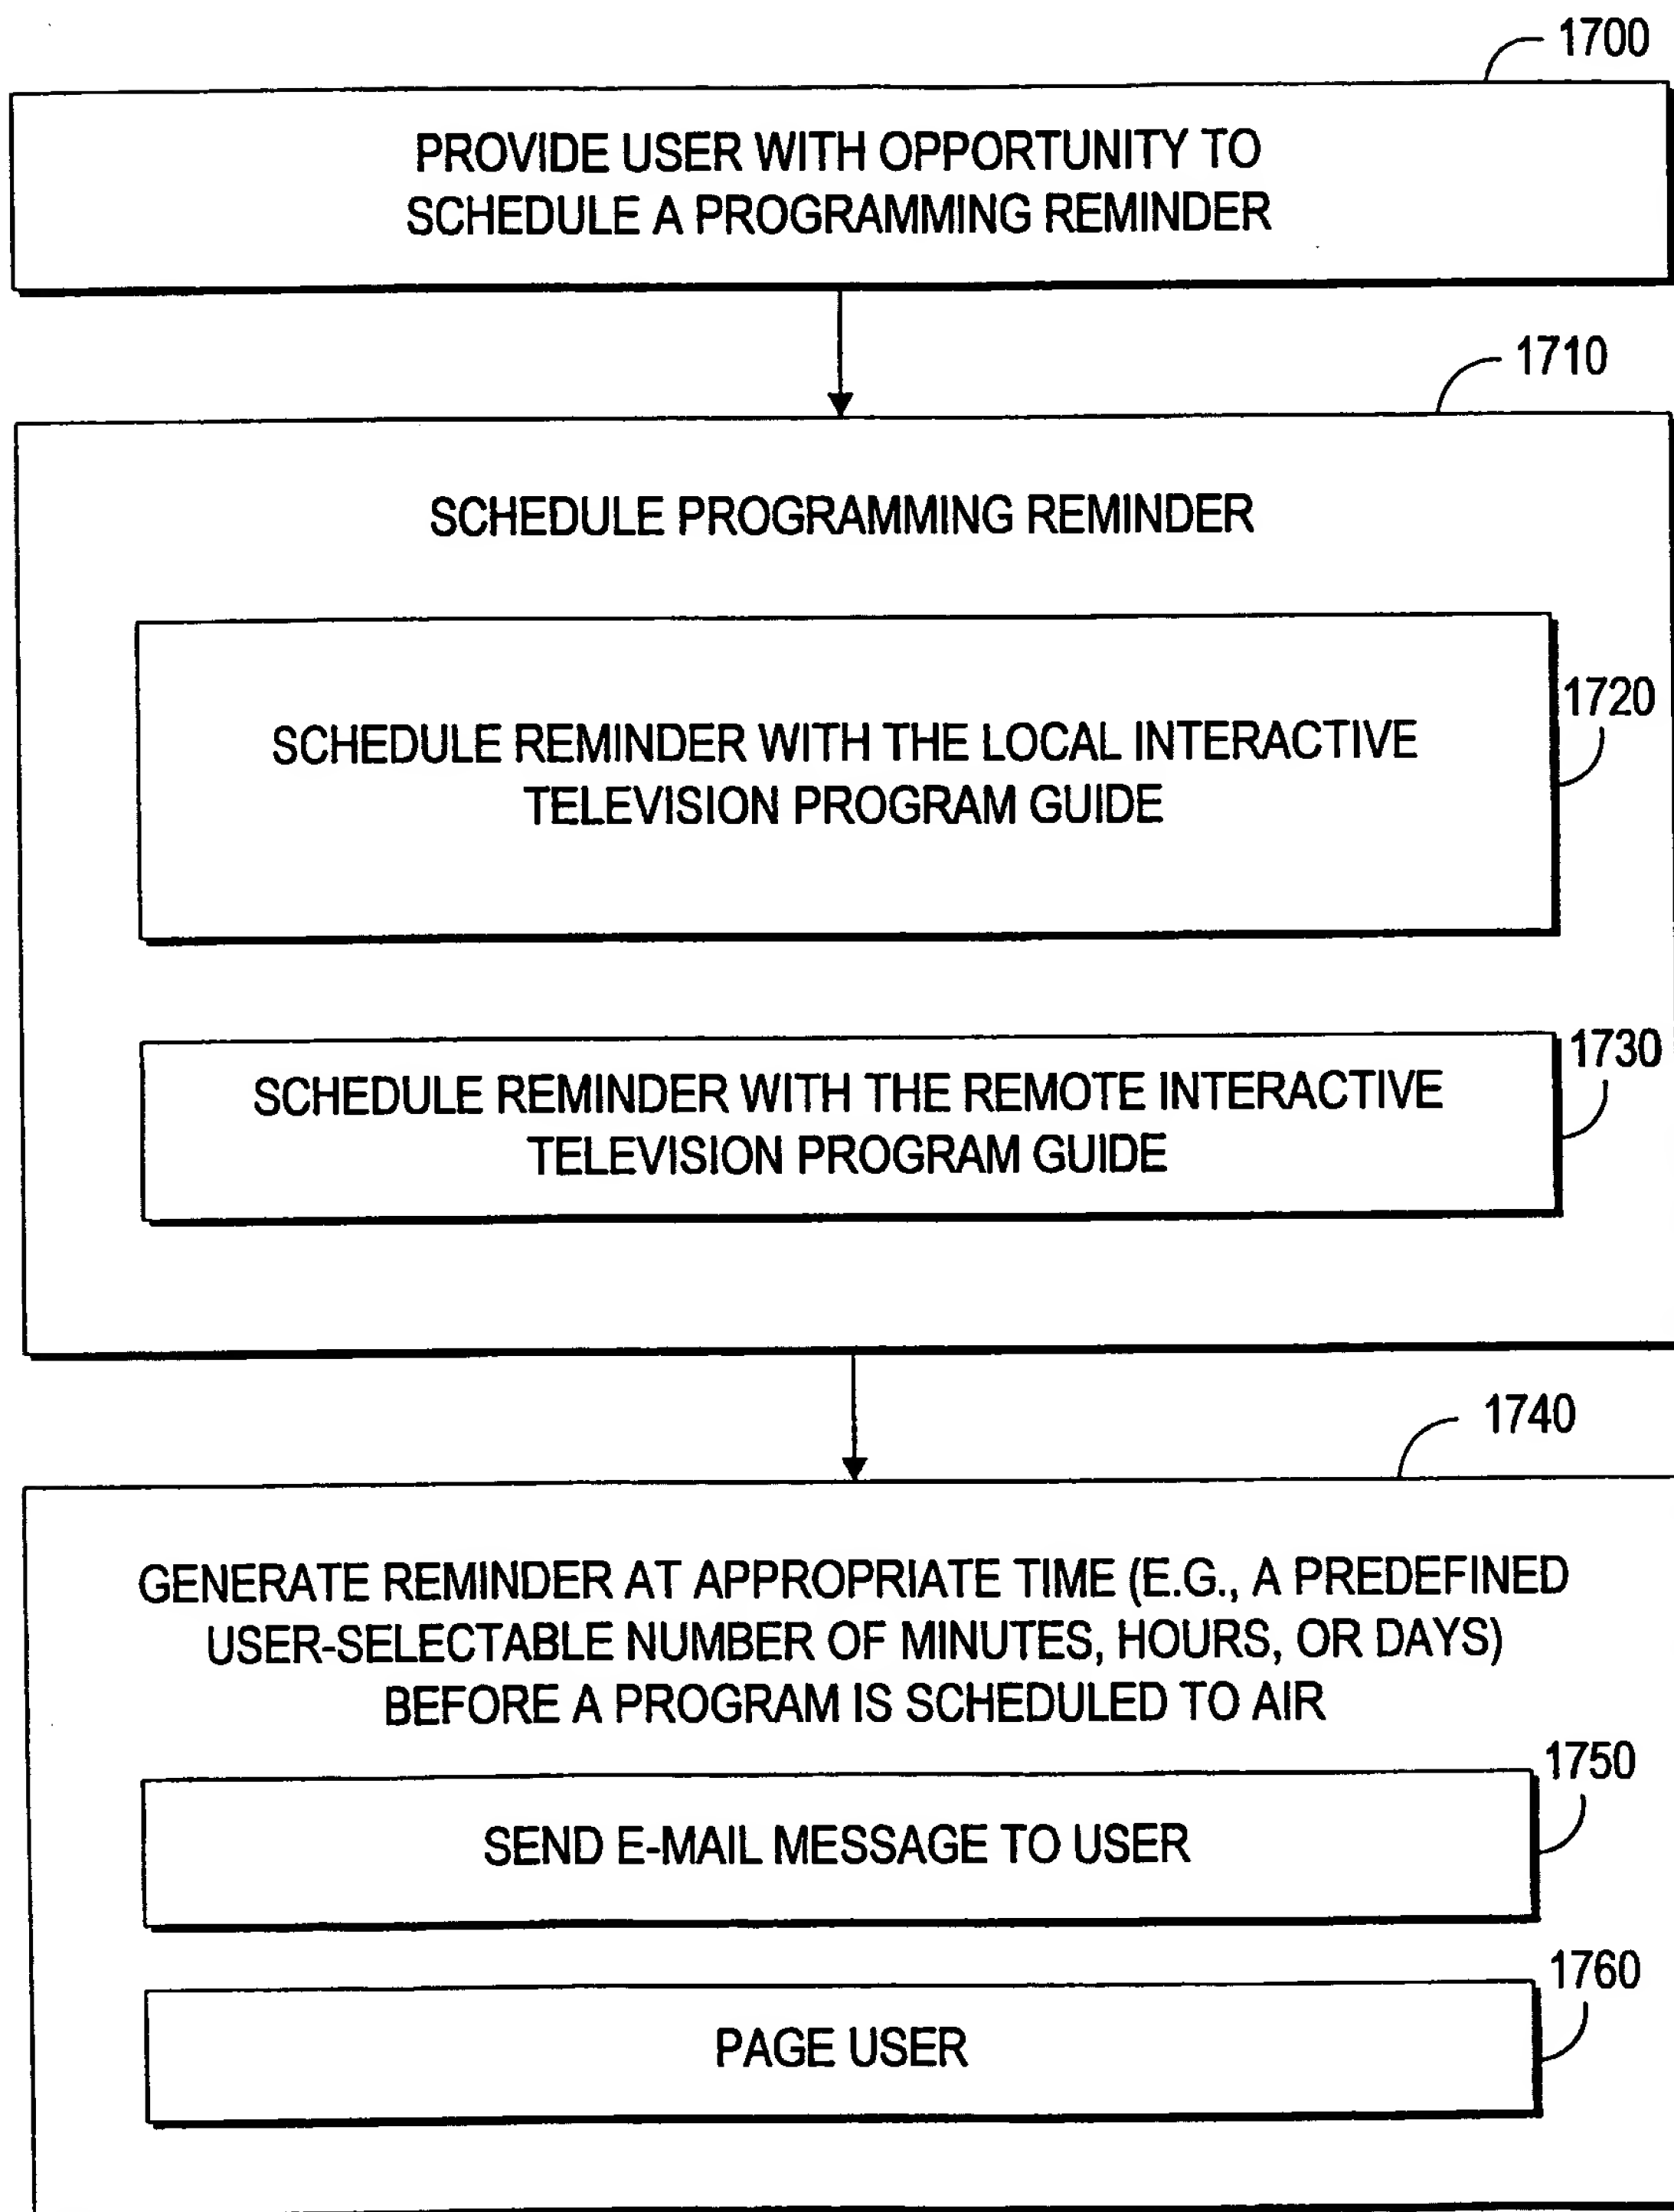 1700
PROVIDE USER WITH OPPORTUNITY TO
SCHEDULE A PROGRAMMING REMINDER
1710
SCHEDULE PROGRAMMING REMINDER
1720
SCHEDULE REMINDER WITH THE LOCAL INTERACTIVE
TELEVISION PROGRAM GUIDE
1730
SCHEDULE REMINDER WITH THE REMOTE INTERACTIVE
TELEVISION PROGRAM GUIDE
1740
GENERATE REMINDER AT APPROPRIATE TIME (E.G., A PREDEFINED
USER-SELECTABLE NUMBER OF MINUTES, HOURS, OR DAYS)
BEFORE A PROGRAM IS SCHEDULED TO AIR
1750
SEND E-MAIL MESSAGE TO USER
1760
PAGE USER